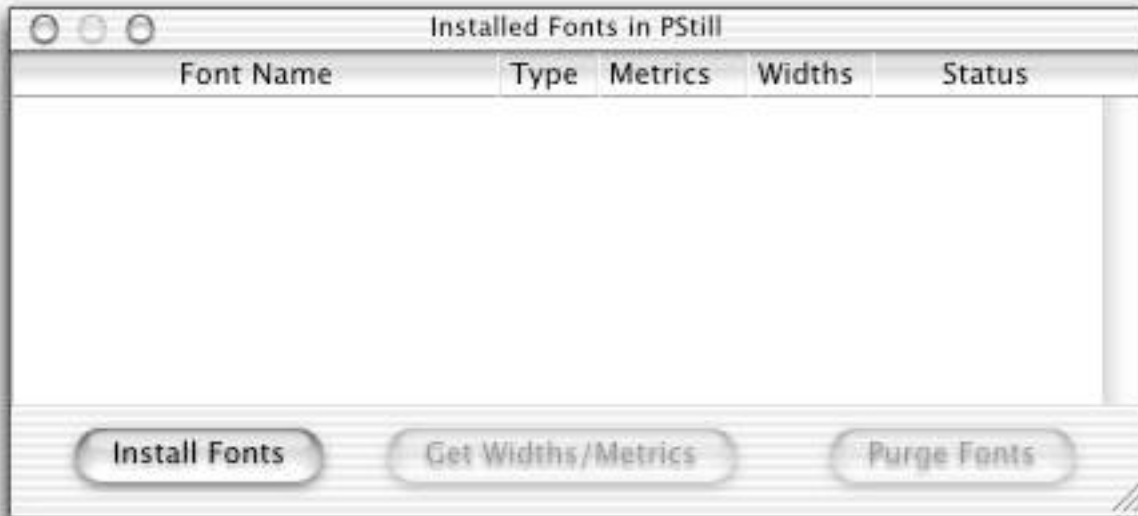 Installed Fonts in PStill
Font Name Type Metrics Widths Status
Install Fonts Get Widths/Metrics Purge Fonts